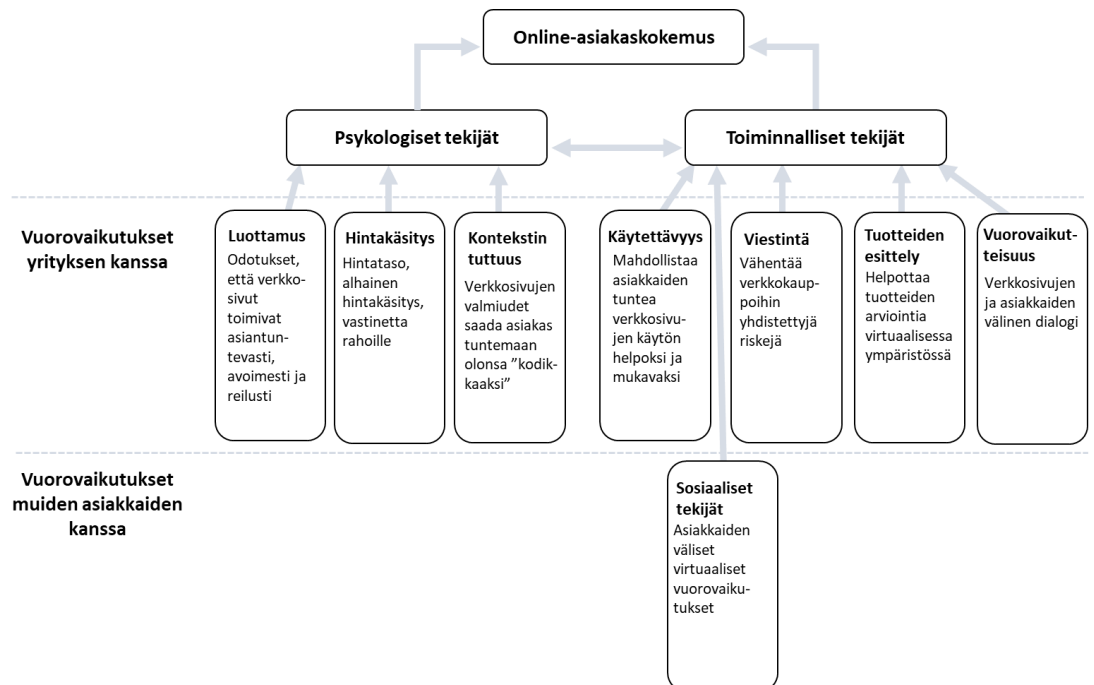 Online-asiakaskokemus
Psykologiset tekijät
Toiminnalliset tekijät
Vuorovaikutukset
yrityksen kanssa
Luottamus
Odotukset,
että verkko-
sivut
toimivat
asiantun-
tevasti,
avoimesti ja
reilusti
Hintakäsitys
Hintataso,
alhainen
hintakäsitys,
vastinetta
rahoille
Kontekstin
tuttuus
Verkkosivujen
valmiudet
saada asiakas
tuntemaan
olonsa ”kodik-
kaaksi”
Käytettävyys
Mahdollistaa
asiakkaiden
tuntea
verkkosivu-
jen käytön
helpoksi ja
mukavaksi
Viestintä
Vähentää
verkkokaup-
poihin
yhdistettyjä
riskejä
Tuotteiden
esittely
Helpottaa
tuotteiden
arviointia
virtuaalisessa
ympäristössä
Vuorovaikut-
teisuus
Verkkosivujen
ja asiakkaiden
välinen dialogi
Vuorovaikutukset
muiden asiakkaiden
kanssa
Sosiaaliset
tekijät
Asiakkaiden
väliset
virtuaaliset
vuorovaiku-
tukset